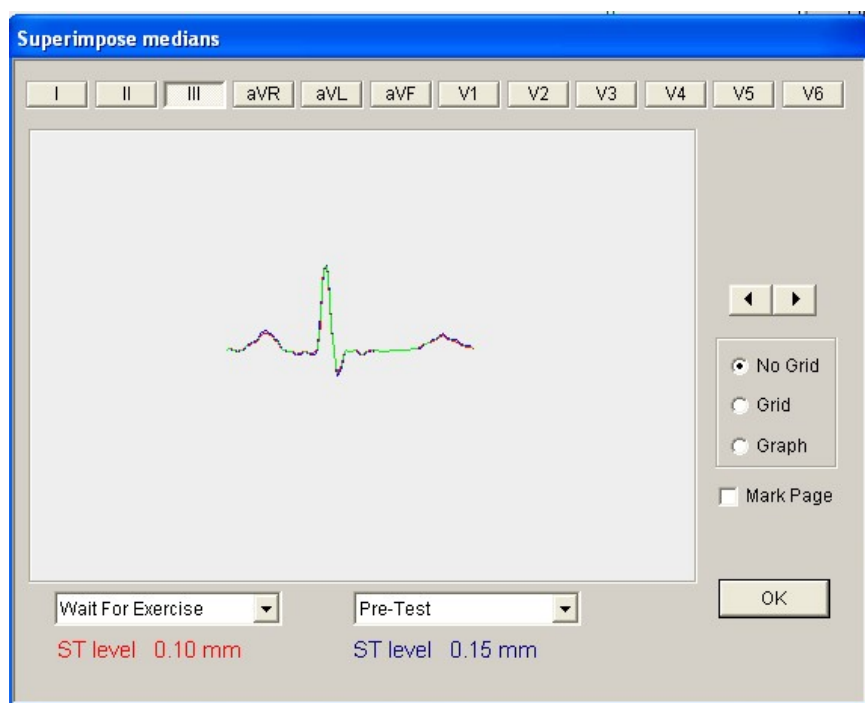 Superimpose medians
I II III aVR aVL aVF V1 V2 V3 V4 V5 V6
No Grid
Grid
Graph
Mark Page
Wait For Exercise Pre-Test OK
ST level 0.10 mm ST level 0.15 mm